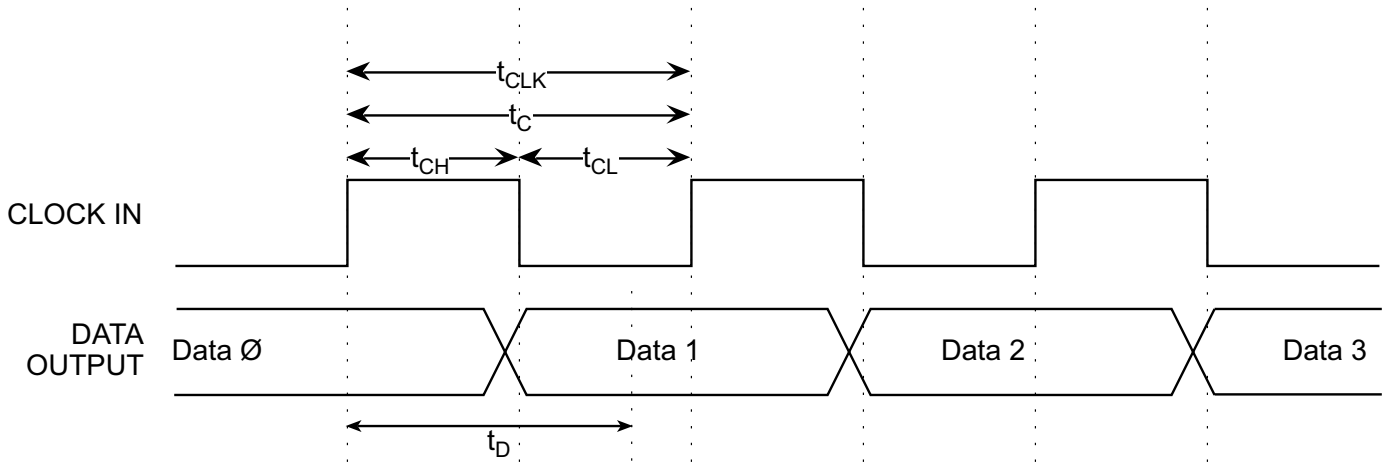 tCLK
tC
tCH
tCL
CLOCK IN
DATA
OUTPUT
Data Ø
Data 1
Data 2
Data 3
tD